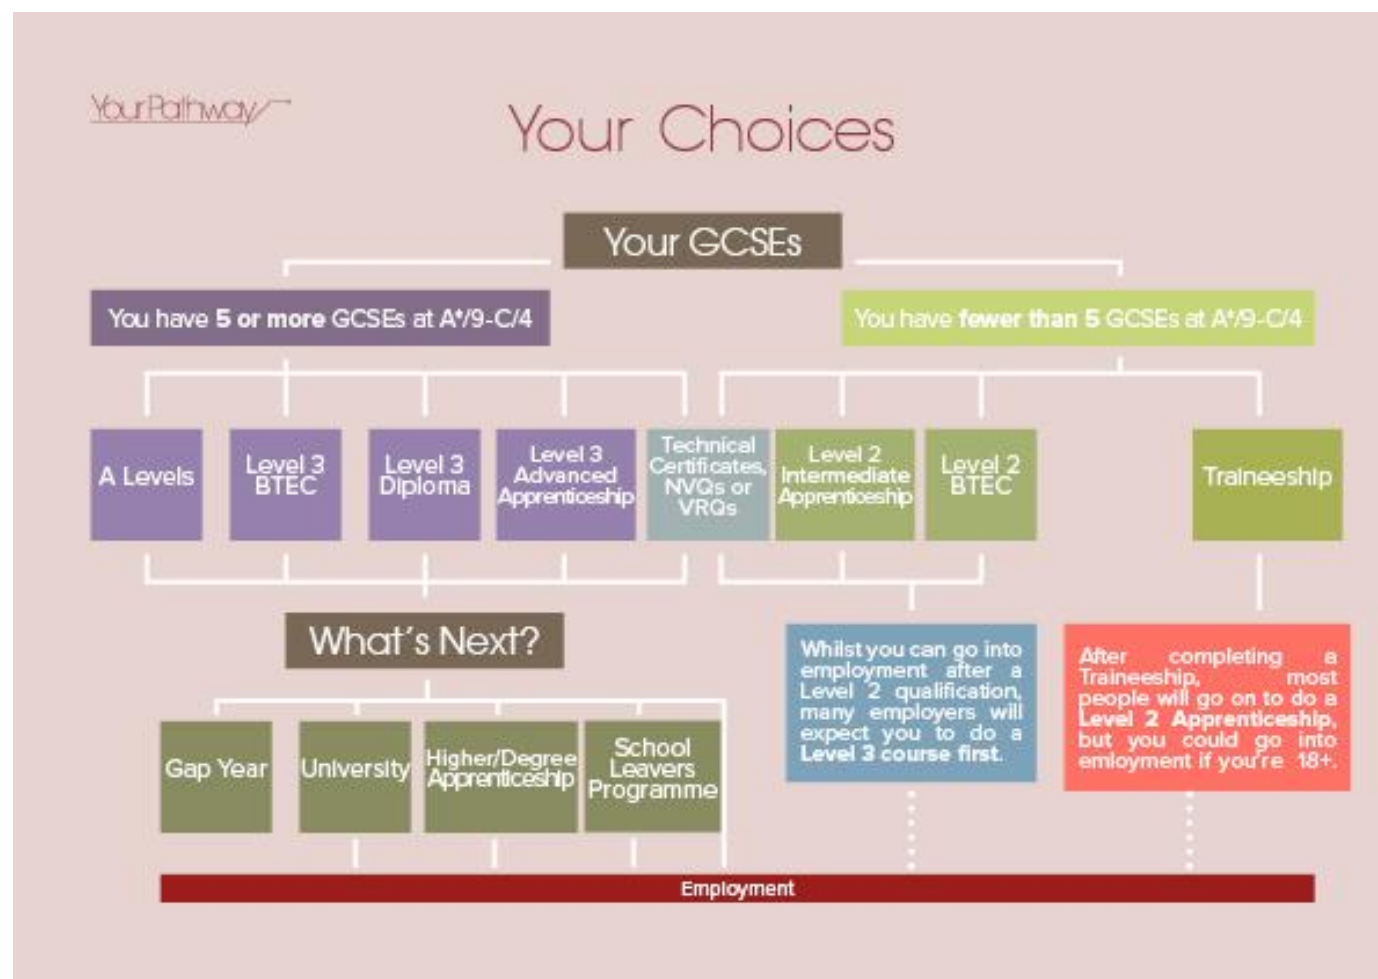 YourPathway
Your Choices
Your GCSEs
You have 5 or more GCSEs at A*/9-C/4
You have fewer than 5 GCSEs at A*/9-C/4
A Levels
Level 3
BTEC
Level 3
Diploma
Level 3
Advanced
Apprenticeship
Technical
Certificates,
NVQs or
VRQs
Level 2
Intermediate
Apprenticeship
Level 2
BTEC
Traineeship
What's Next?
Whilst you can go into
employment after a
Level 2 qualification,
many employers will
expect you to do a
Level 3 course first.
After completing a
Traineeship, most
people will go on to do a
Level 2 Apprenticeship,
but you could go into
emloyment if you're 18+.
Gap Year
University
Higher/Degree
Apprenticeship
School
Leavers
Programme
Employment